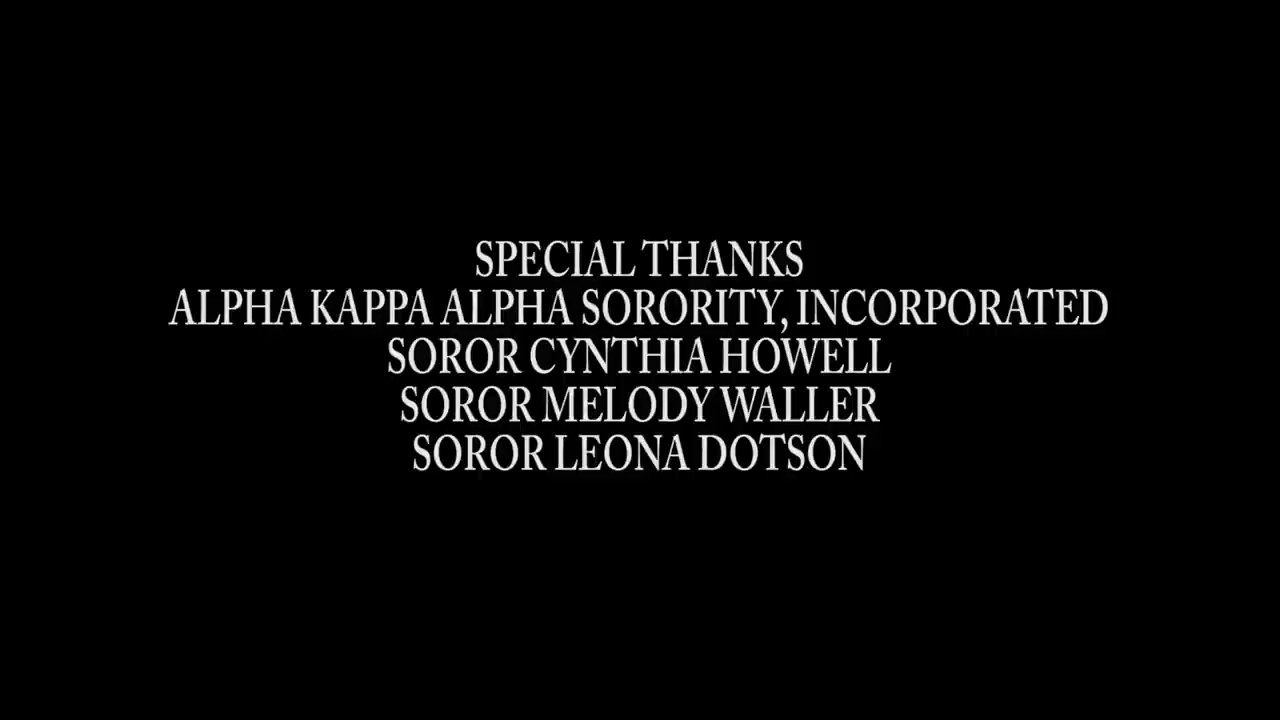 SPECIAL THANKS
ALPHA KAPPA ALPHA SORORITY, INCORPORATED
SOROR CYNTHIA HOWELL
SOROR MELODY WALLER
SOROR LEONA DOTSON